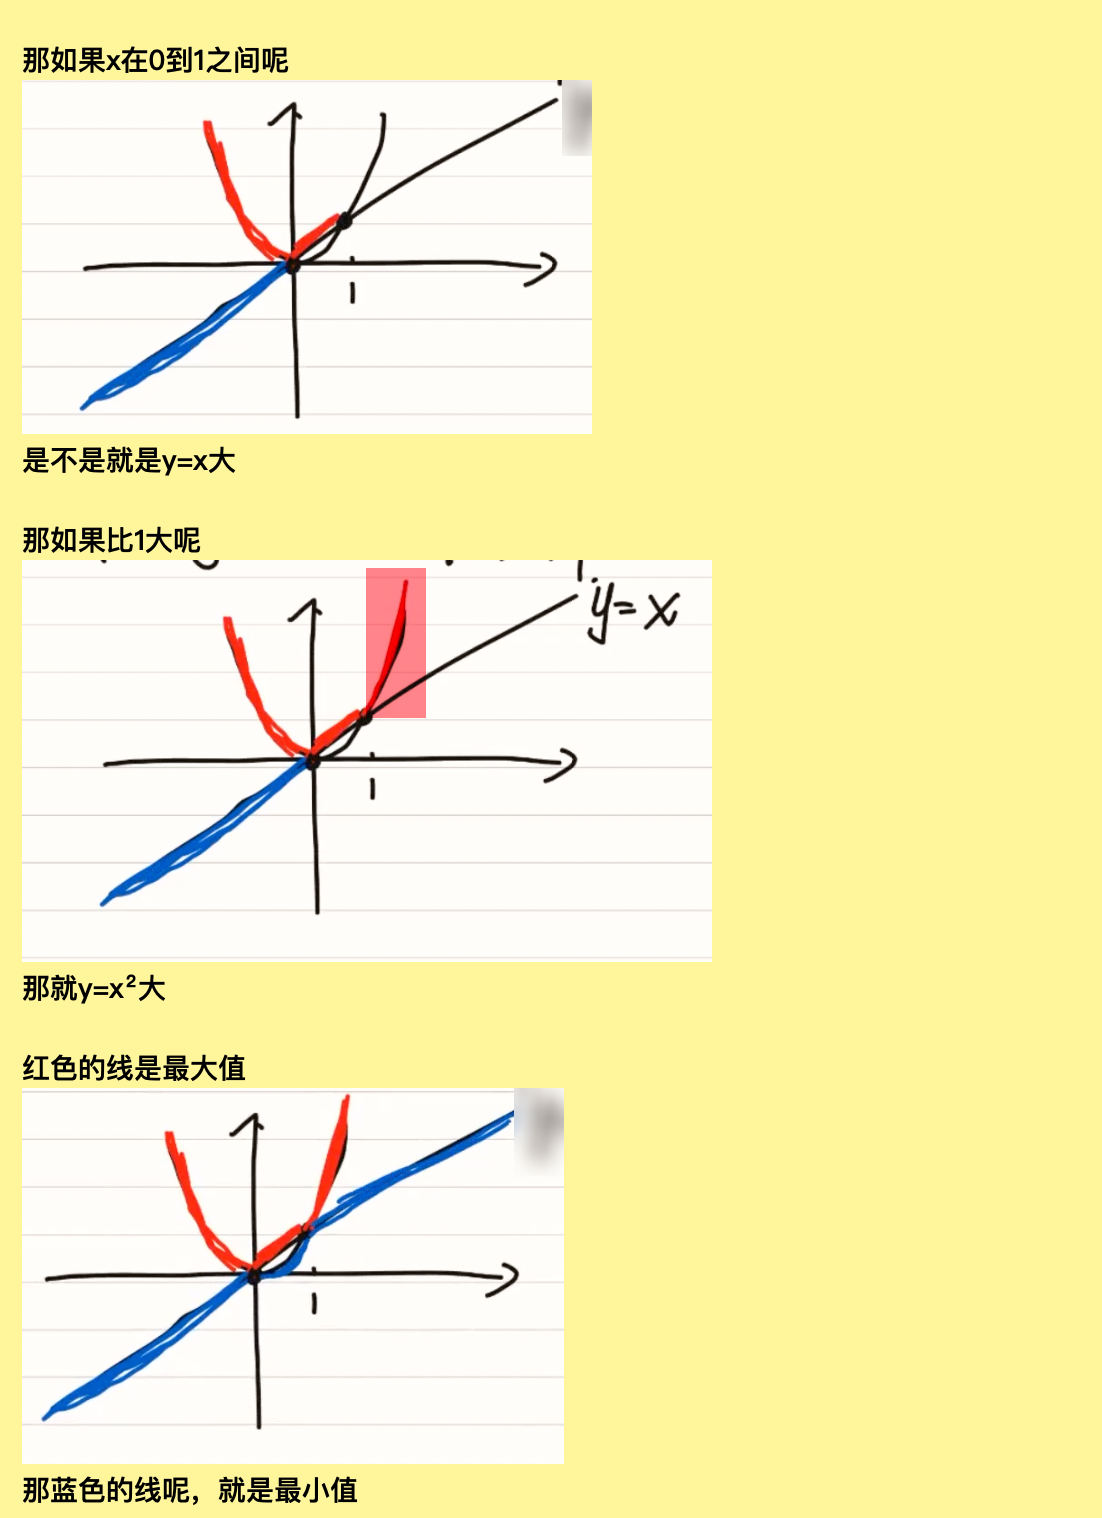 那如果x在0到1之间呢
1
是不是就是y=x大
那如果比1大呢
y=x
1
那就y=x²大
红色的线是最大值
1
那蓝色的线呢，就是最小值